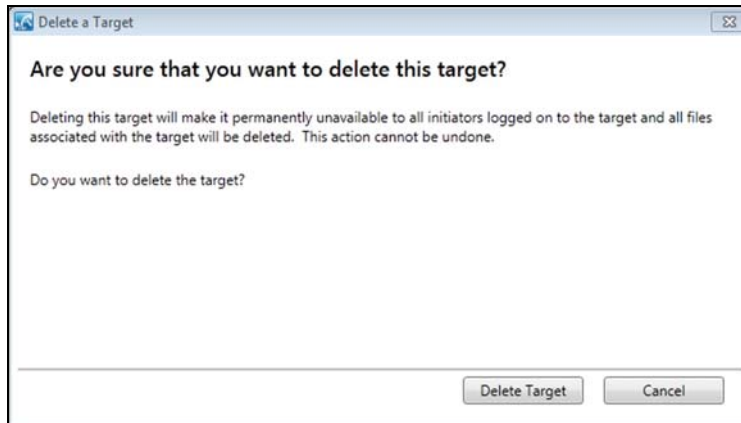 Delete a Target
Are you sure that you want to delete this target?
Deleting this target will make it permanently unavailable to all initiators logged on to the target and all files
associated with the target will be deleted.  This action cannot be undone.
Do you want to delete the target?
Delete Target
Cancel